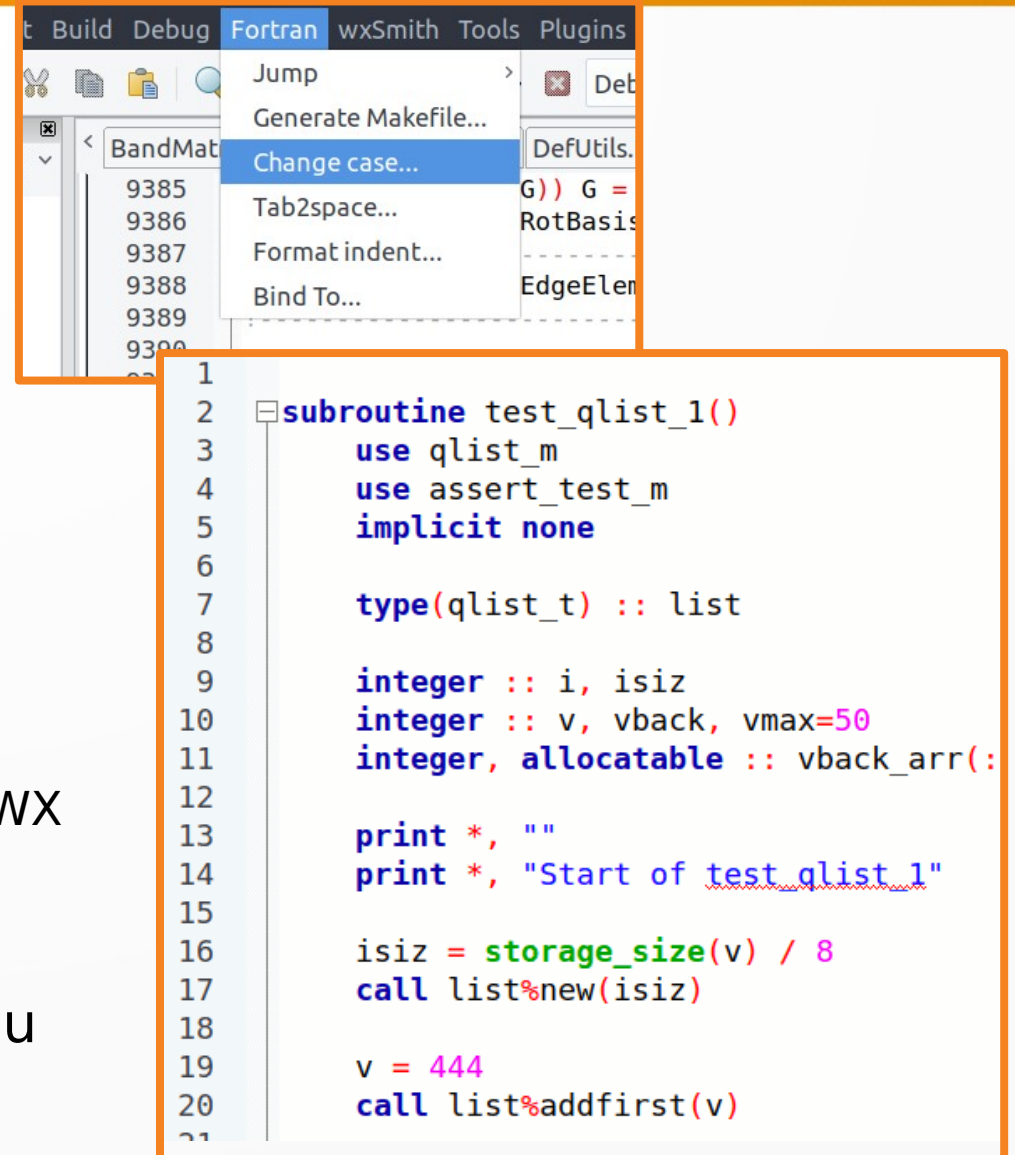 t Build Debug Fortran wxSmith Tools Plugins
Jump >
Generate Makefile...
Change case...
Tab2space...
Format indent...
Bind To...
Deb
< BandMat DefUtils.
9385 G)) G =
9386 RotBasis
9387
9388 EdgeElem
9389
9390
1
2 subroutine test_qlist_1()
3 use qlist_m
4 use assert_test_m
5 implicit none
6
7 type(qlist_t) :: list
8
9 integer :: i, isiz
10 integer :: v, vback, vmax=50
11 integer, allocatable :: vback_arr(:
12
13 print *, ""
14 print *, "Start of test_qlist_1"
15
16 isiz = storage_size(v) / 8
17 call list%new(isiz)
18
19 v = 444
20 call list%addfirst(v)
21
wx
u